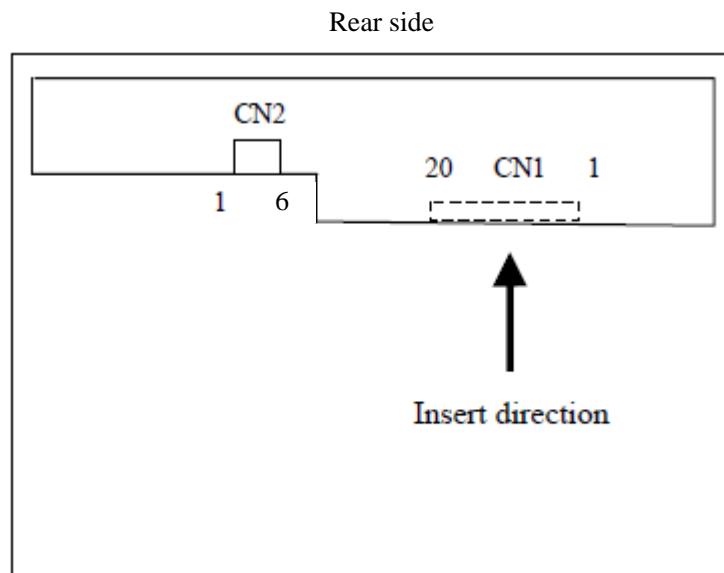 Rear side
CN2
20 CN1 1
1 6
Insert direction